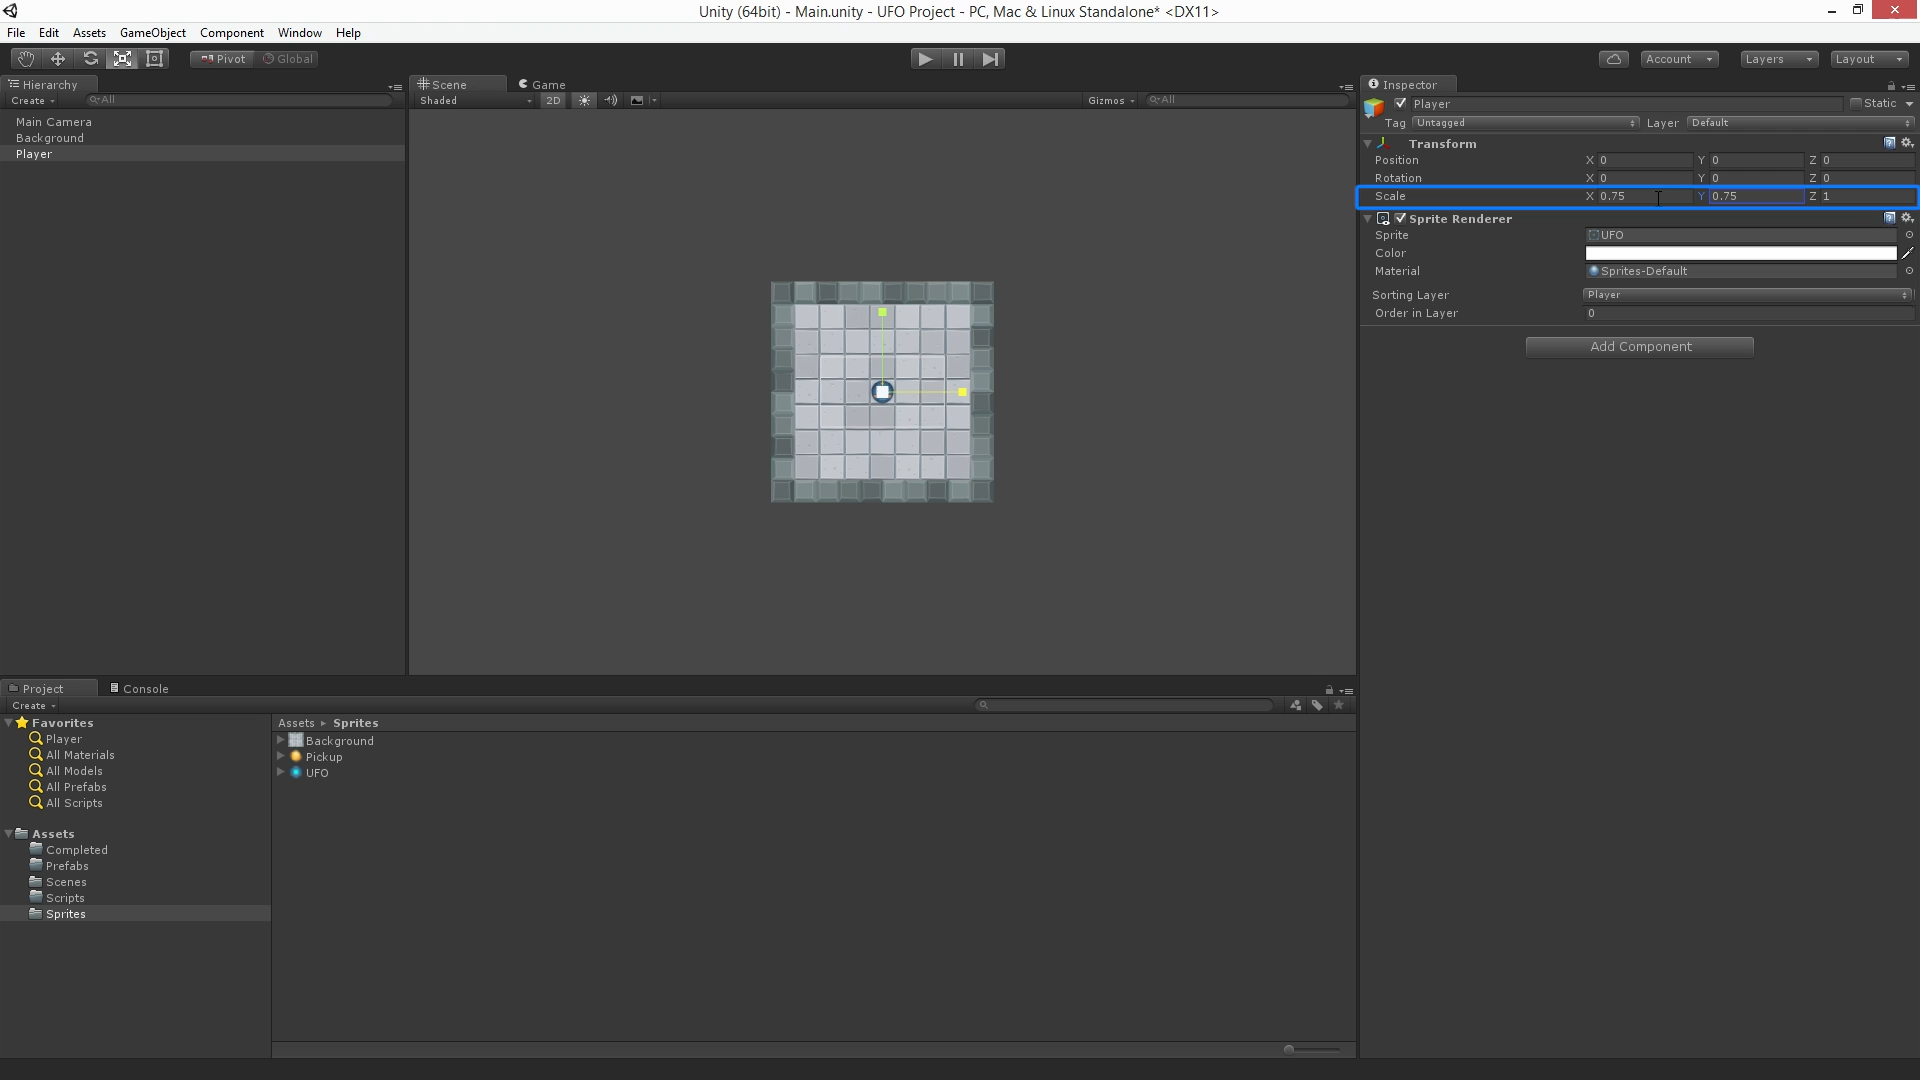 Unity (64bit) - Main.unity - UFO Project - PC, Mac & Linux Standalone* <DX11>
File Edit Assets GameObject Component Window Help
Pivot Global
Account Layers Layout
Hierarchy
Create All
Main Camera
Background
Player
Scene Game
Shaded 2D Gizmos All
Inspector
Player Static
Tag Untagged Layer Default
Transform
Position X 0 Y 0 Z 0
Rotation X 0 Y 0 Z 0
Scale X 0.75 Y 0.75 Z 1
Sprite Renderer
Sprite UFO
Color
Material Sprites-Default
Sorting Layer Player
Order in Layer 0
Add Component
Project Console
Create
Favorites
Player
All Materials
All Models
All Prefabs
All Scripts
Assets
Completed
Prefabs
Scenes
Scripts
Sprites
Assets Sprites
Background
Pickup
UFO